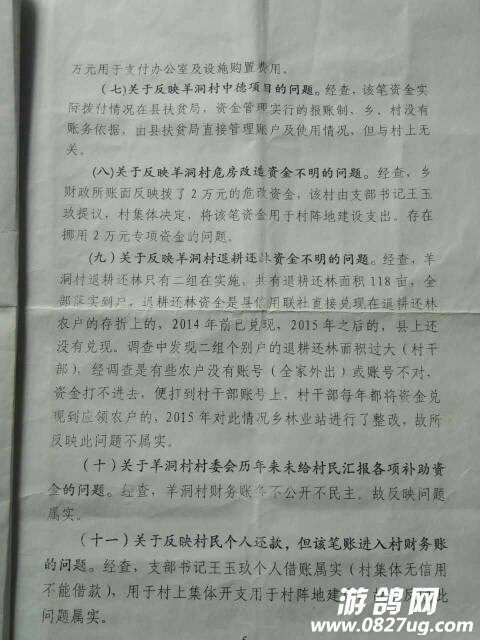 万元用于支付办公室及设施购置费用。
(七)关于反映羊洞村中德项目的问题。经查，该笔资金实
际拨付情况在县扶贫局，资金管理实行的报账制，乡、村没有
账务依据，由县扶贫局直接管理账户及使用情况，但与村上无
关。
(八)关于反映羊洞村危房改造资金不明的问题。经查，乡
财政所账面反映拨了2万元的危改资金，该村由支部书记王玉
玖提议，村集体决定，将该笔资金用于村阵地建设支出。存在
挪用2万元专项资金的问题。
(九)关于反映羊洞村退耕还林资金不明的问题。经查，羊
洞村退耕还林只有二组在实施，共有退耕还林面积118亩，全
部落实到户。退耕还林资金是县信用联社直接兑现在退耕还林
农户的存折上的，2014年前已兑现，2015年之后的，县上还
没有兑现。调查中发现二组个别户的退耕还林面积过大（村干
部），经调查是有些农户没有账号（全家外出）或账号不对，
资金打不进去，便打到村干部账号上，村干部每年都将资金兑
现到应领农户的，2015年对此情况乡林业站进行了整改，故所
反映此问题不属实。
(十)关于羊洞村村委会历年来未给村民汇报各项补助资
金的问题。经查，羊洞村财务账务不公开不民主。故反映问题
属实。
(十一)关于反映村民个人还款，但该笔账进入村财务账
的问题。经查，支部书记王玉玖个人借账属实（村集体无信用
不能借款），用于村上集体开支用于村阵地建
此
问题属实。
游鸽网
www.0827ug.com